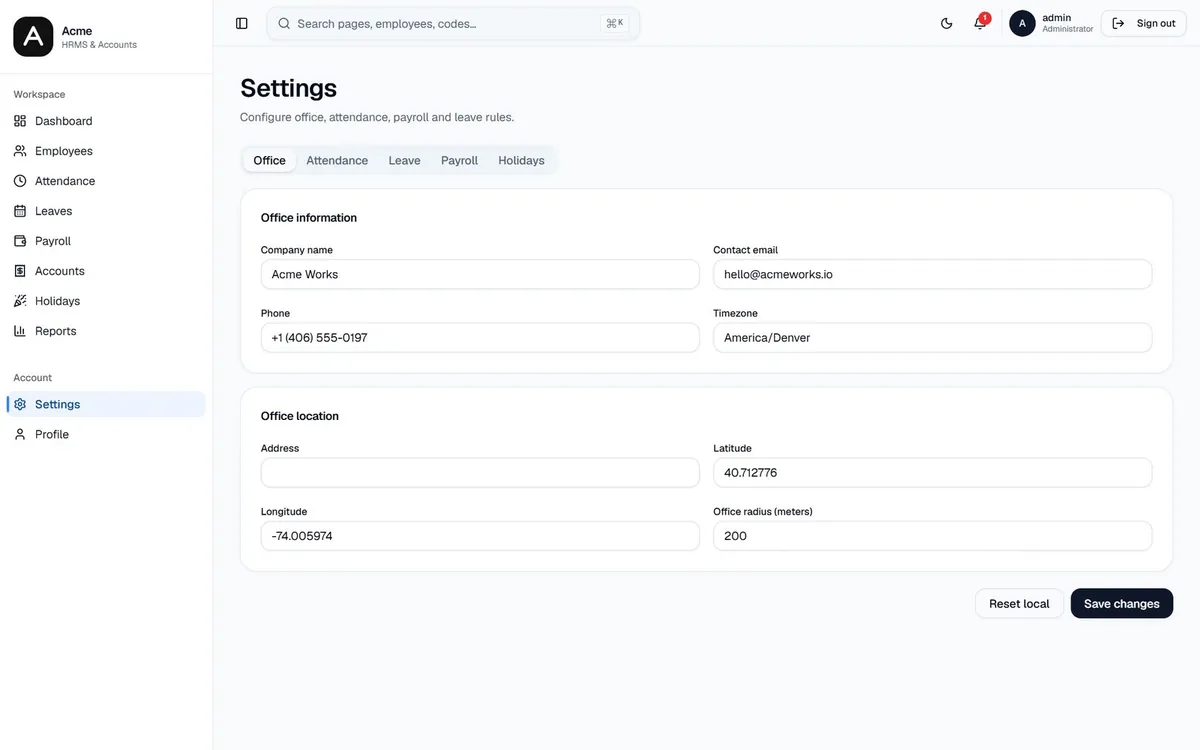 Acme
HRMS & Accounts
Search pages, employees, codes...
⌘K
1
A
admin
Administrator
Sign out
Workspace
Dashboard
Employees
Attendance
Leaves
Payroll
Accounts
Holidays
Reports
Account
Settings
Profile
Settings
Configure office, attendance, payroll and leave rules.
Office Attendance Leave Payroll Holidays
Office information
Company name
Acme Works
Contact email
hello@acmeworks.io
Phone
+1 (406) 555-0197
Timezone
America/Denver
Office location
Address
Latitude
40.712776
Longitude
-74.005974
Office radius (meters)
200
Reset local
Save changes